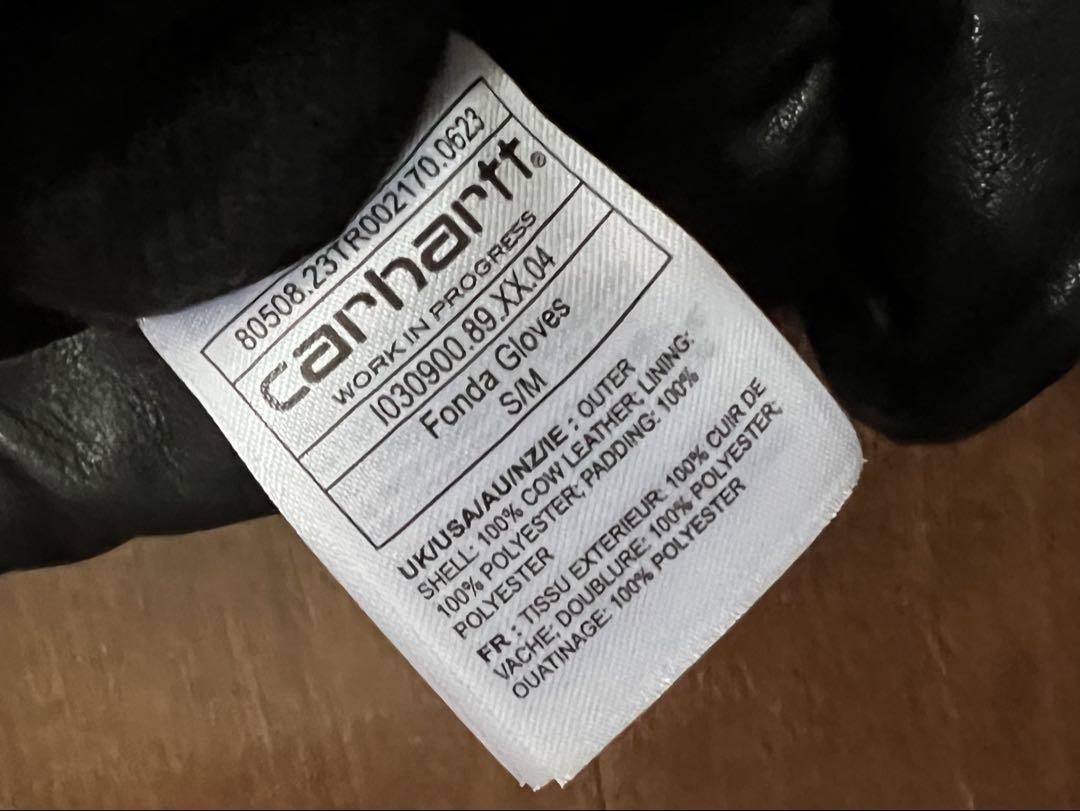 80508.23TR002170.0623
carhartt®
WORK IN PROGRESS
I030900.89.XX.04
Fonda Gloves
S/M
UK/USA/AU/NZ/IE : OUTER
SHELL: 100% COW LEATHER; LINING:
100% POLYESTER; PADDING: 100%
POLYESTER
FR : TISSU EXTERIEUR: 100% CUIR DE
VACHE; DOUBLURE: 100% POLYESTER;
OUATINAGE: 100% POLYESTER